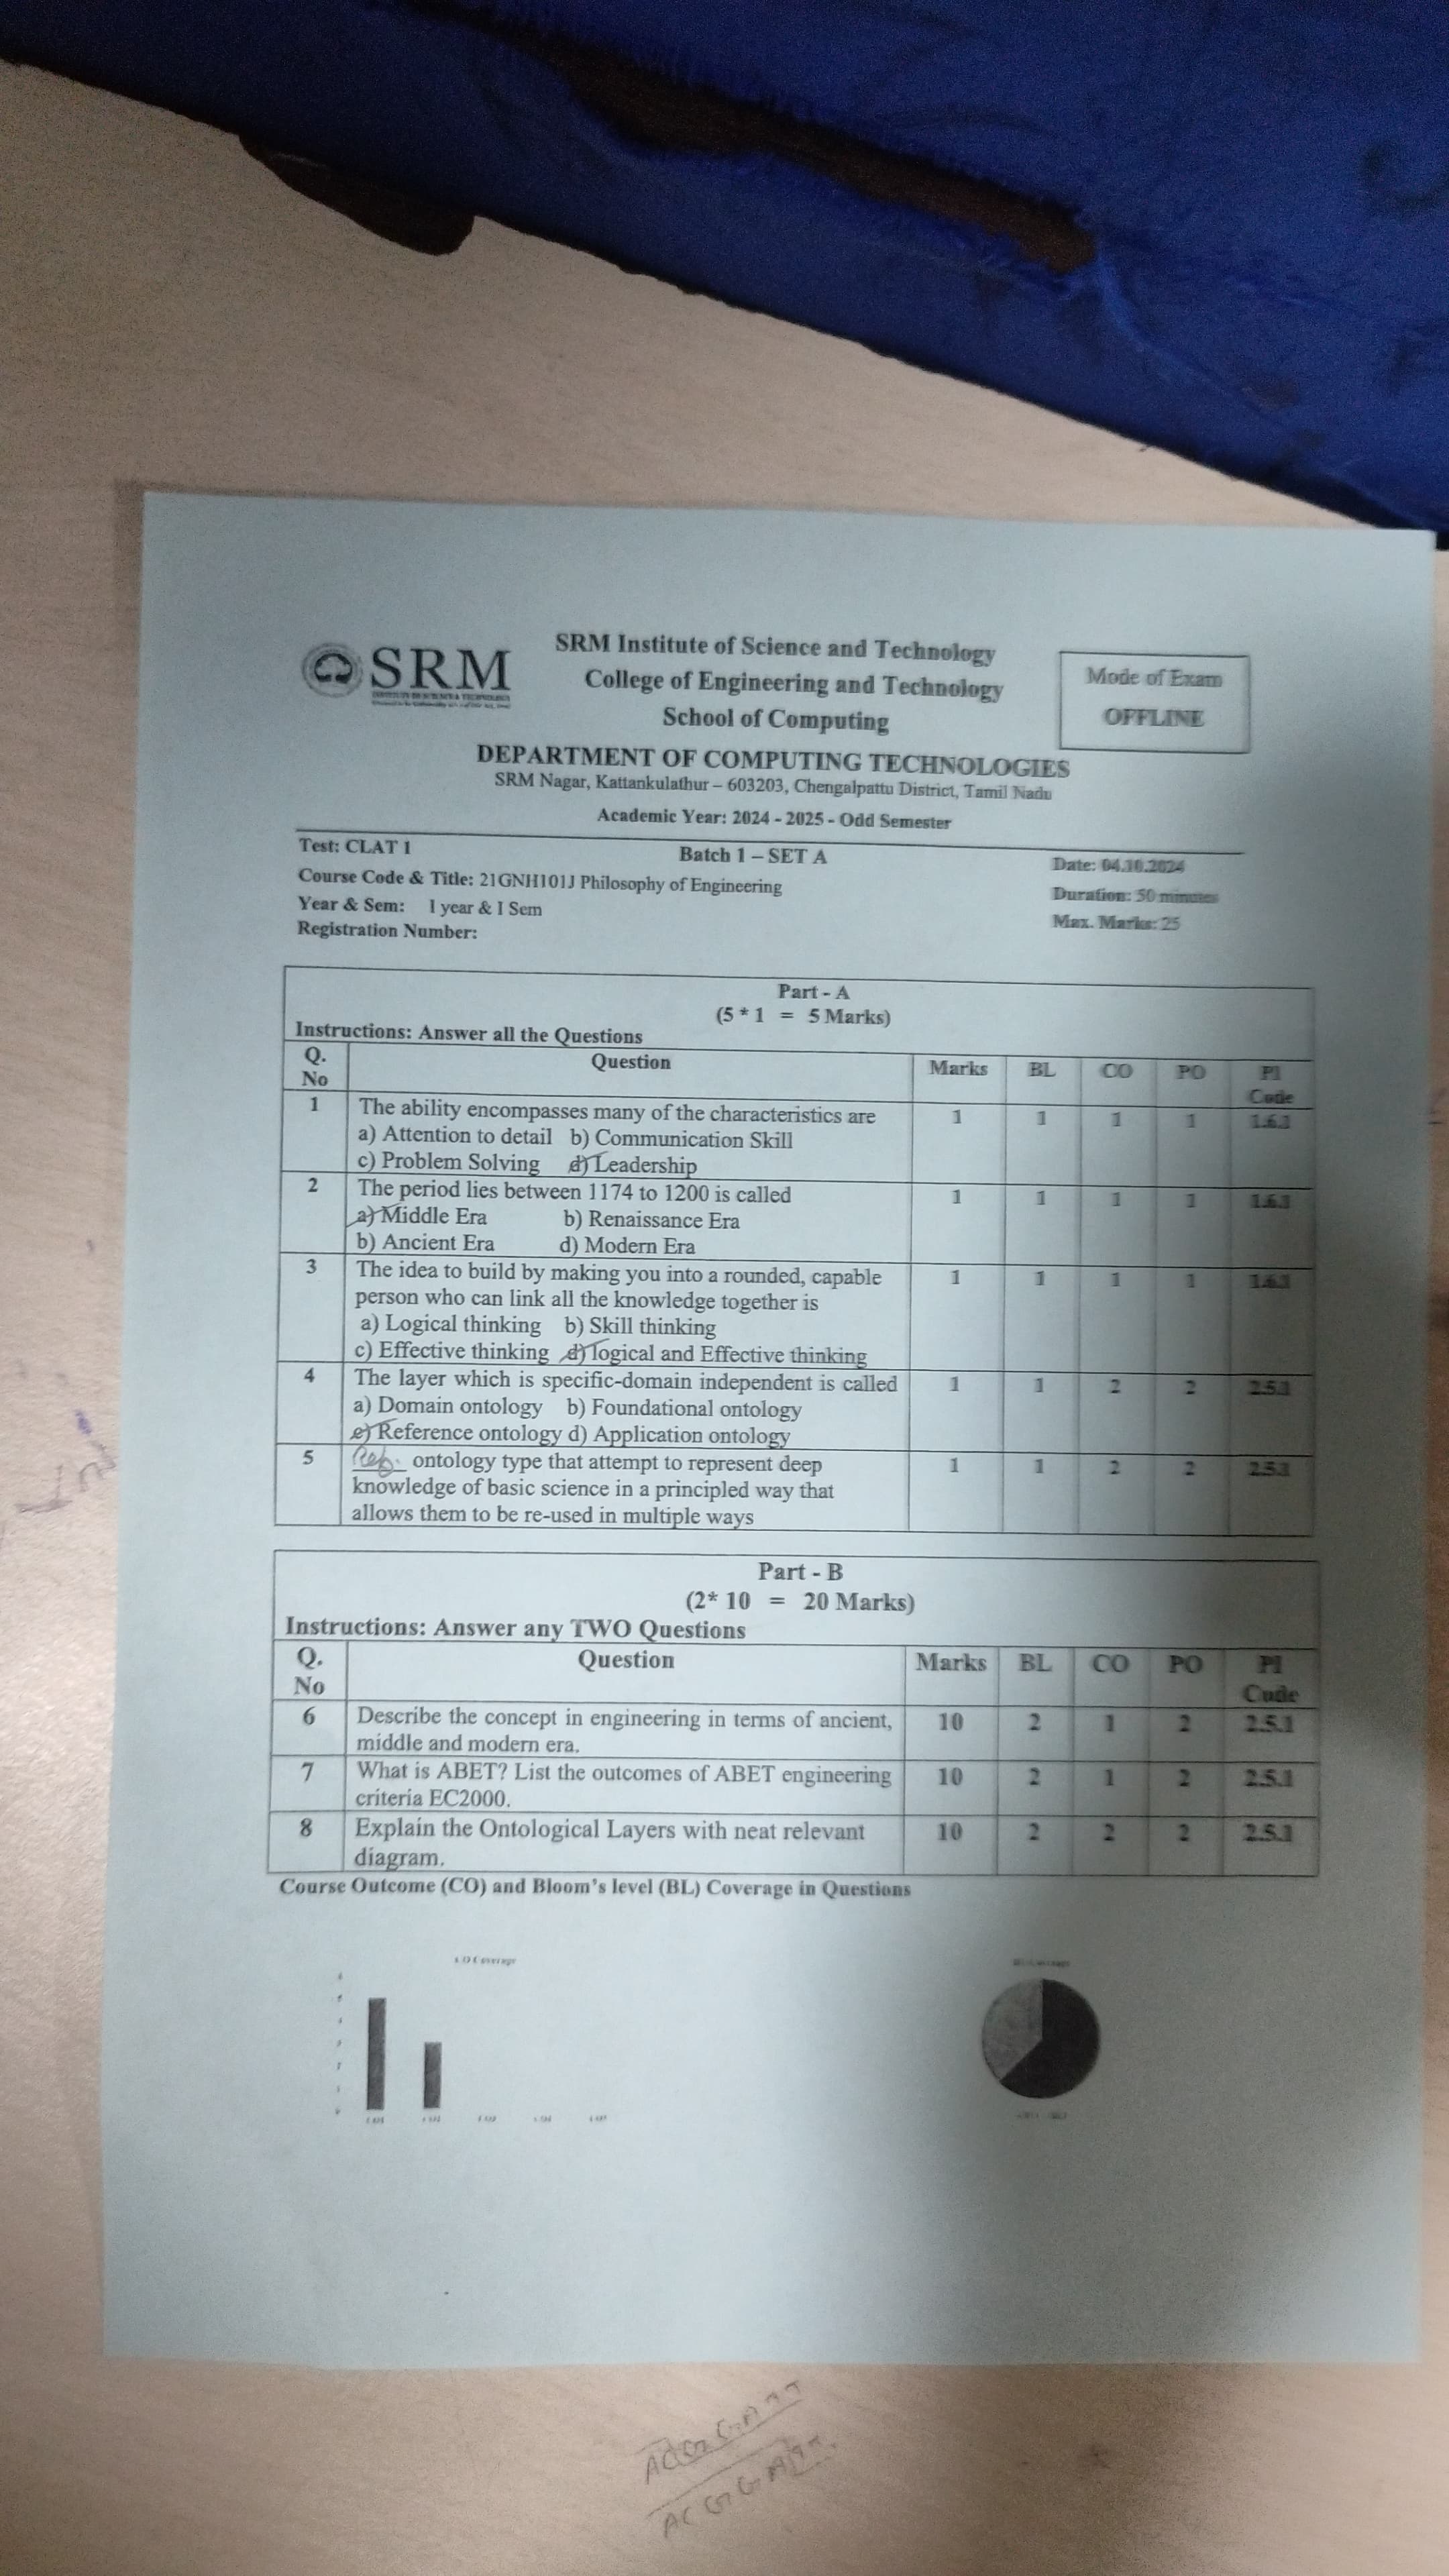 SRM
SRM Institute of Science and Technology
College of Engineering and Technology
School of Computing
Mode of Exam
OFFLINE
DEPARTMENT OF COMPUTING TECHNOLOGIES
SRM Nagar, Kattankulathur – 603203, Chengalpattu District, Tamil Nadu
Academic Year: 2024 - 2025 - Odd Semester
Test: CLAT 1 Batch 1 – SET A Date: 04.10.2024
Course Code & Title: 21GNH101J Philosophy of Engineering Duration: 50 minutes
Year & Sem: I year & I Sem Max. Marks: 25
Registration Number:
Part - A
(5 * 1 = 5 Marks)
Instructions: Answer all the Questions
Q. No Question Marks BL CO PO PI Code
1 The ability encompasses many of the characteristics are 1 1 1 1 1.6.1
a) Attention to detail b) Communication Skill
c) Problem Solving d) Leadership
2 The period lies between 1174 to 1200 is called 1 1 1 1 1.6.1
a) Middle Era b) Renaissance Era
b) Ancient Era d) Modern Era
3 The idea to build by making you into a rounded, capable 1 1 1 1 1.6.1
person who can link all the knowledge together is
a) Logical thinking b) Skill thinking
c) Effective thinking d) logical and Effective thinking
4 The layer which is specific-domain independent is called 1 1 2 2 2.5.1
a) Domain ontology b) Foundational ontology
c) Reference ontology d) Application ontology
5 Ref. ontology type that attempt to represent deep 1 1 2 2 2.5.1
knowledge of basic science in a principled way that
allows them to be re-used in multiple ways
Part - B
(2* 10 = 20 Marks)
Instructions: Answer any TWO Questions
Q. No Question Marks BL CO PO PI Code
6 Describe the concept in engineering in terms of ancient, 10 2 1 2 2.5.1
middle and modern era.
7 What is ABET? List the outcomes of ABET engineering 10 2 1 2 2.5.1
criteria EC2000.
8 Explain the Ontological Layers with neat relevant 10 2 2 2 2.5.1
diagram.
Course Outcome (CO) and Bloom's level (BL) Coverage in Questions
CO Coverage